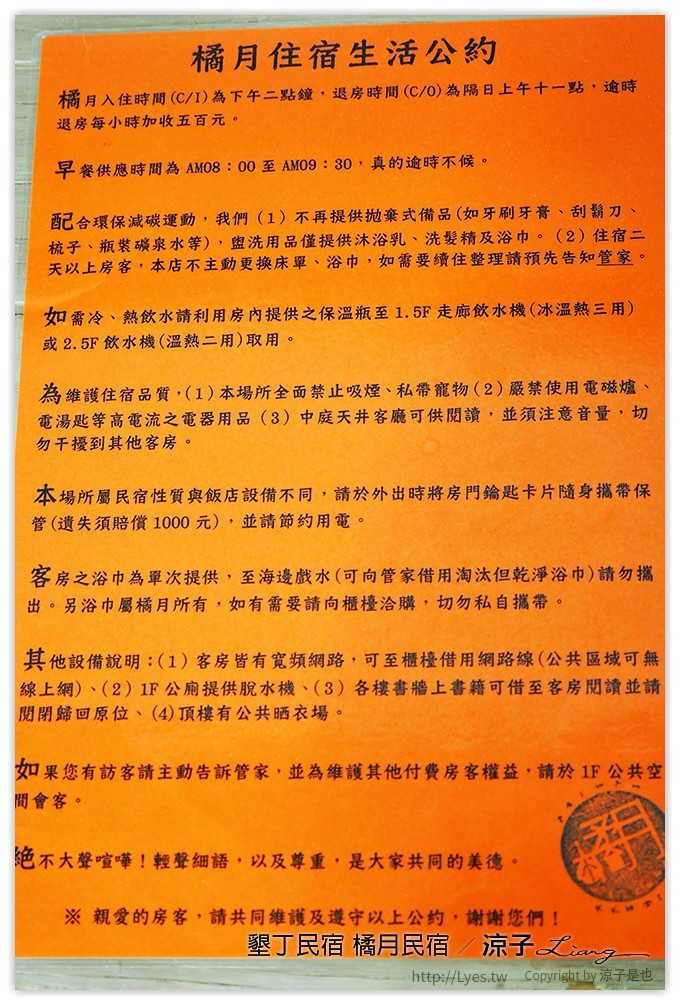 橘月住宿生活公約
橘月入住時間(C/I)為下午二點鐘，退房時間(C/O)為隔日上午十一點，逾時
退房每小時加收五百元。
早餐供應時間為 AM08：00 至 AM09：30，真的逾時不候。
配合環保減碳運動，我們（1）不再提供拋棄式備品(如牙刷牙膏、刮鬍刀、
梳子、瓶裝礦泉水等)，盥洗用品僅提供沐浴乳、洗髮精及浴巾。（2）住宿二
天以上房客，本店不主動更換床單、浴巾，如需要續住整理請預先告知管家。
如需冷、熱飲水請利用房內提供之保溫瓶至 1.5F 走廊飲水機(冰溫熱三用)
或 2.5F 飲水機(溫熱二用)取用。
為維護住宿品質，(1)本場所全面禁止吸煙、私帶寵物(2)嚴禁使用電磁爐、
電湯匙等高電流之電器用品（3）中庭天井客廳可供閱讀，並須注意音量，切
勿干擾到其他客房。
本場所屬民宿性質與飯店設備不同，請於外出時將房門鑰匙卡片隨身攜帶保
管(遺失須賠償 1000 元)，並請節約用電。
客房之浴巾為單次提供，至海邊戲水(可向管家借用淘汰但乾淨浴巾)請勿攜
出。另浴巾屬橘月所有，如有需要請向櫃檯洽購，切勿私自攜帶。
其他設備說明：(1) 客房皆有寬頻網路，可至櫃檯借用網路線(公共區域可無
線上網)、(2) 1F 公廁提供脫水機、(3) 各樓書牆上書籍可借至客房閱讀並請
閱閉歸回原位、(4)頂樓有公共晒衣場。
如果您有訪客請主動告訴管家，並為維護其他付費房客權益，請於 1F 公共空
間會客。
絕不大聲喧嘩！輕聲細語，以及尊重，是大家共同的美德。
TAIWAN
橘月
※ 親愛的房客，請共同維護及遵守以上公約，謝謝您們！
墾丁民宿 橘月民宿 ／ 涼子 Liang
http://Lyes.tw Copyright by 涼子是也